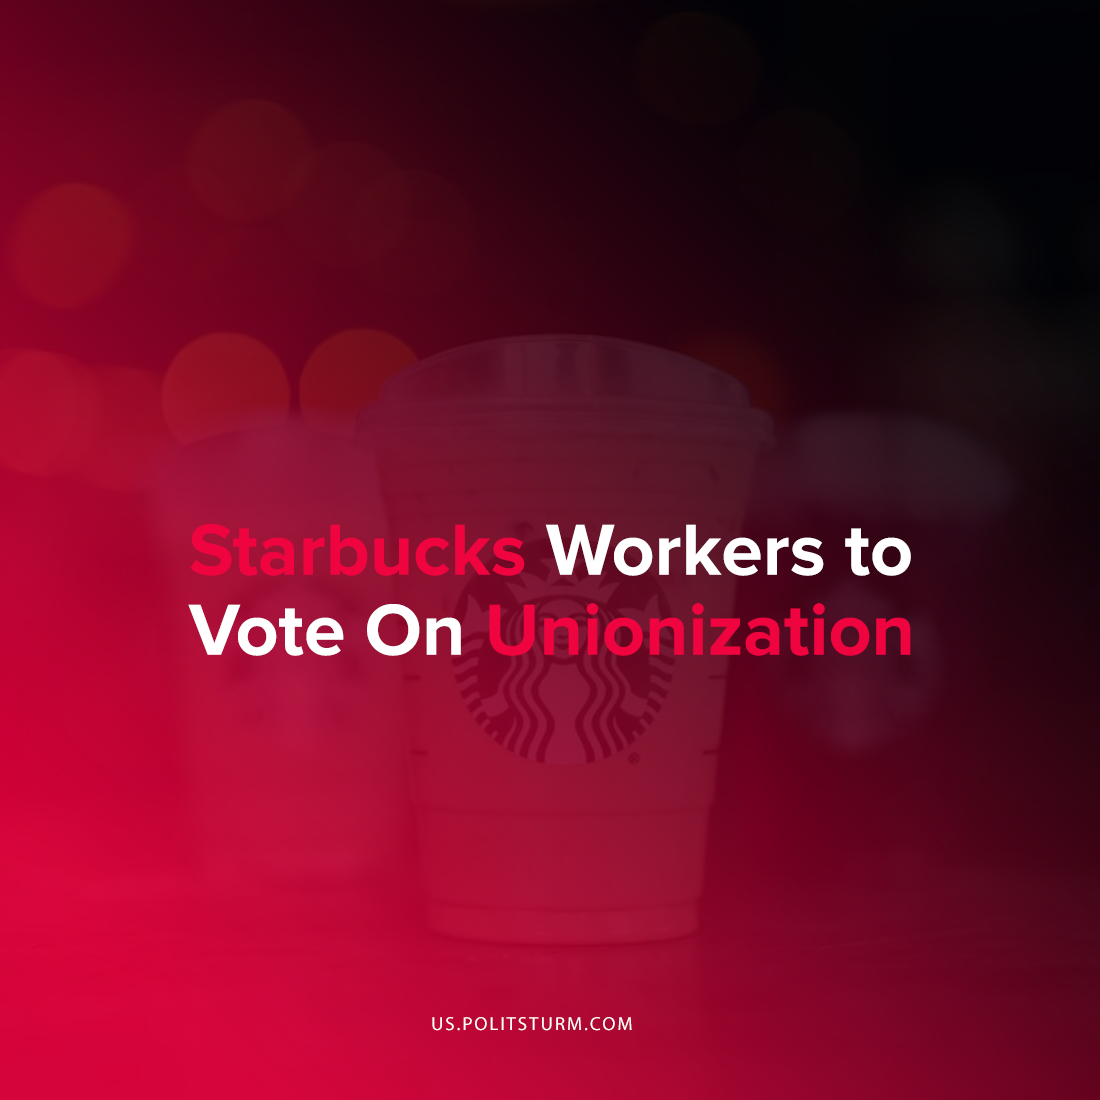 Starbucks Workers to
Vote On Unionization
®
US.POLITSTURM.COM